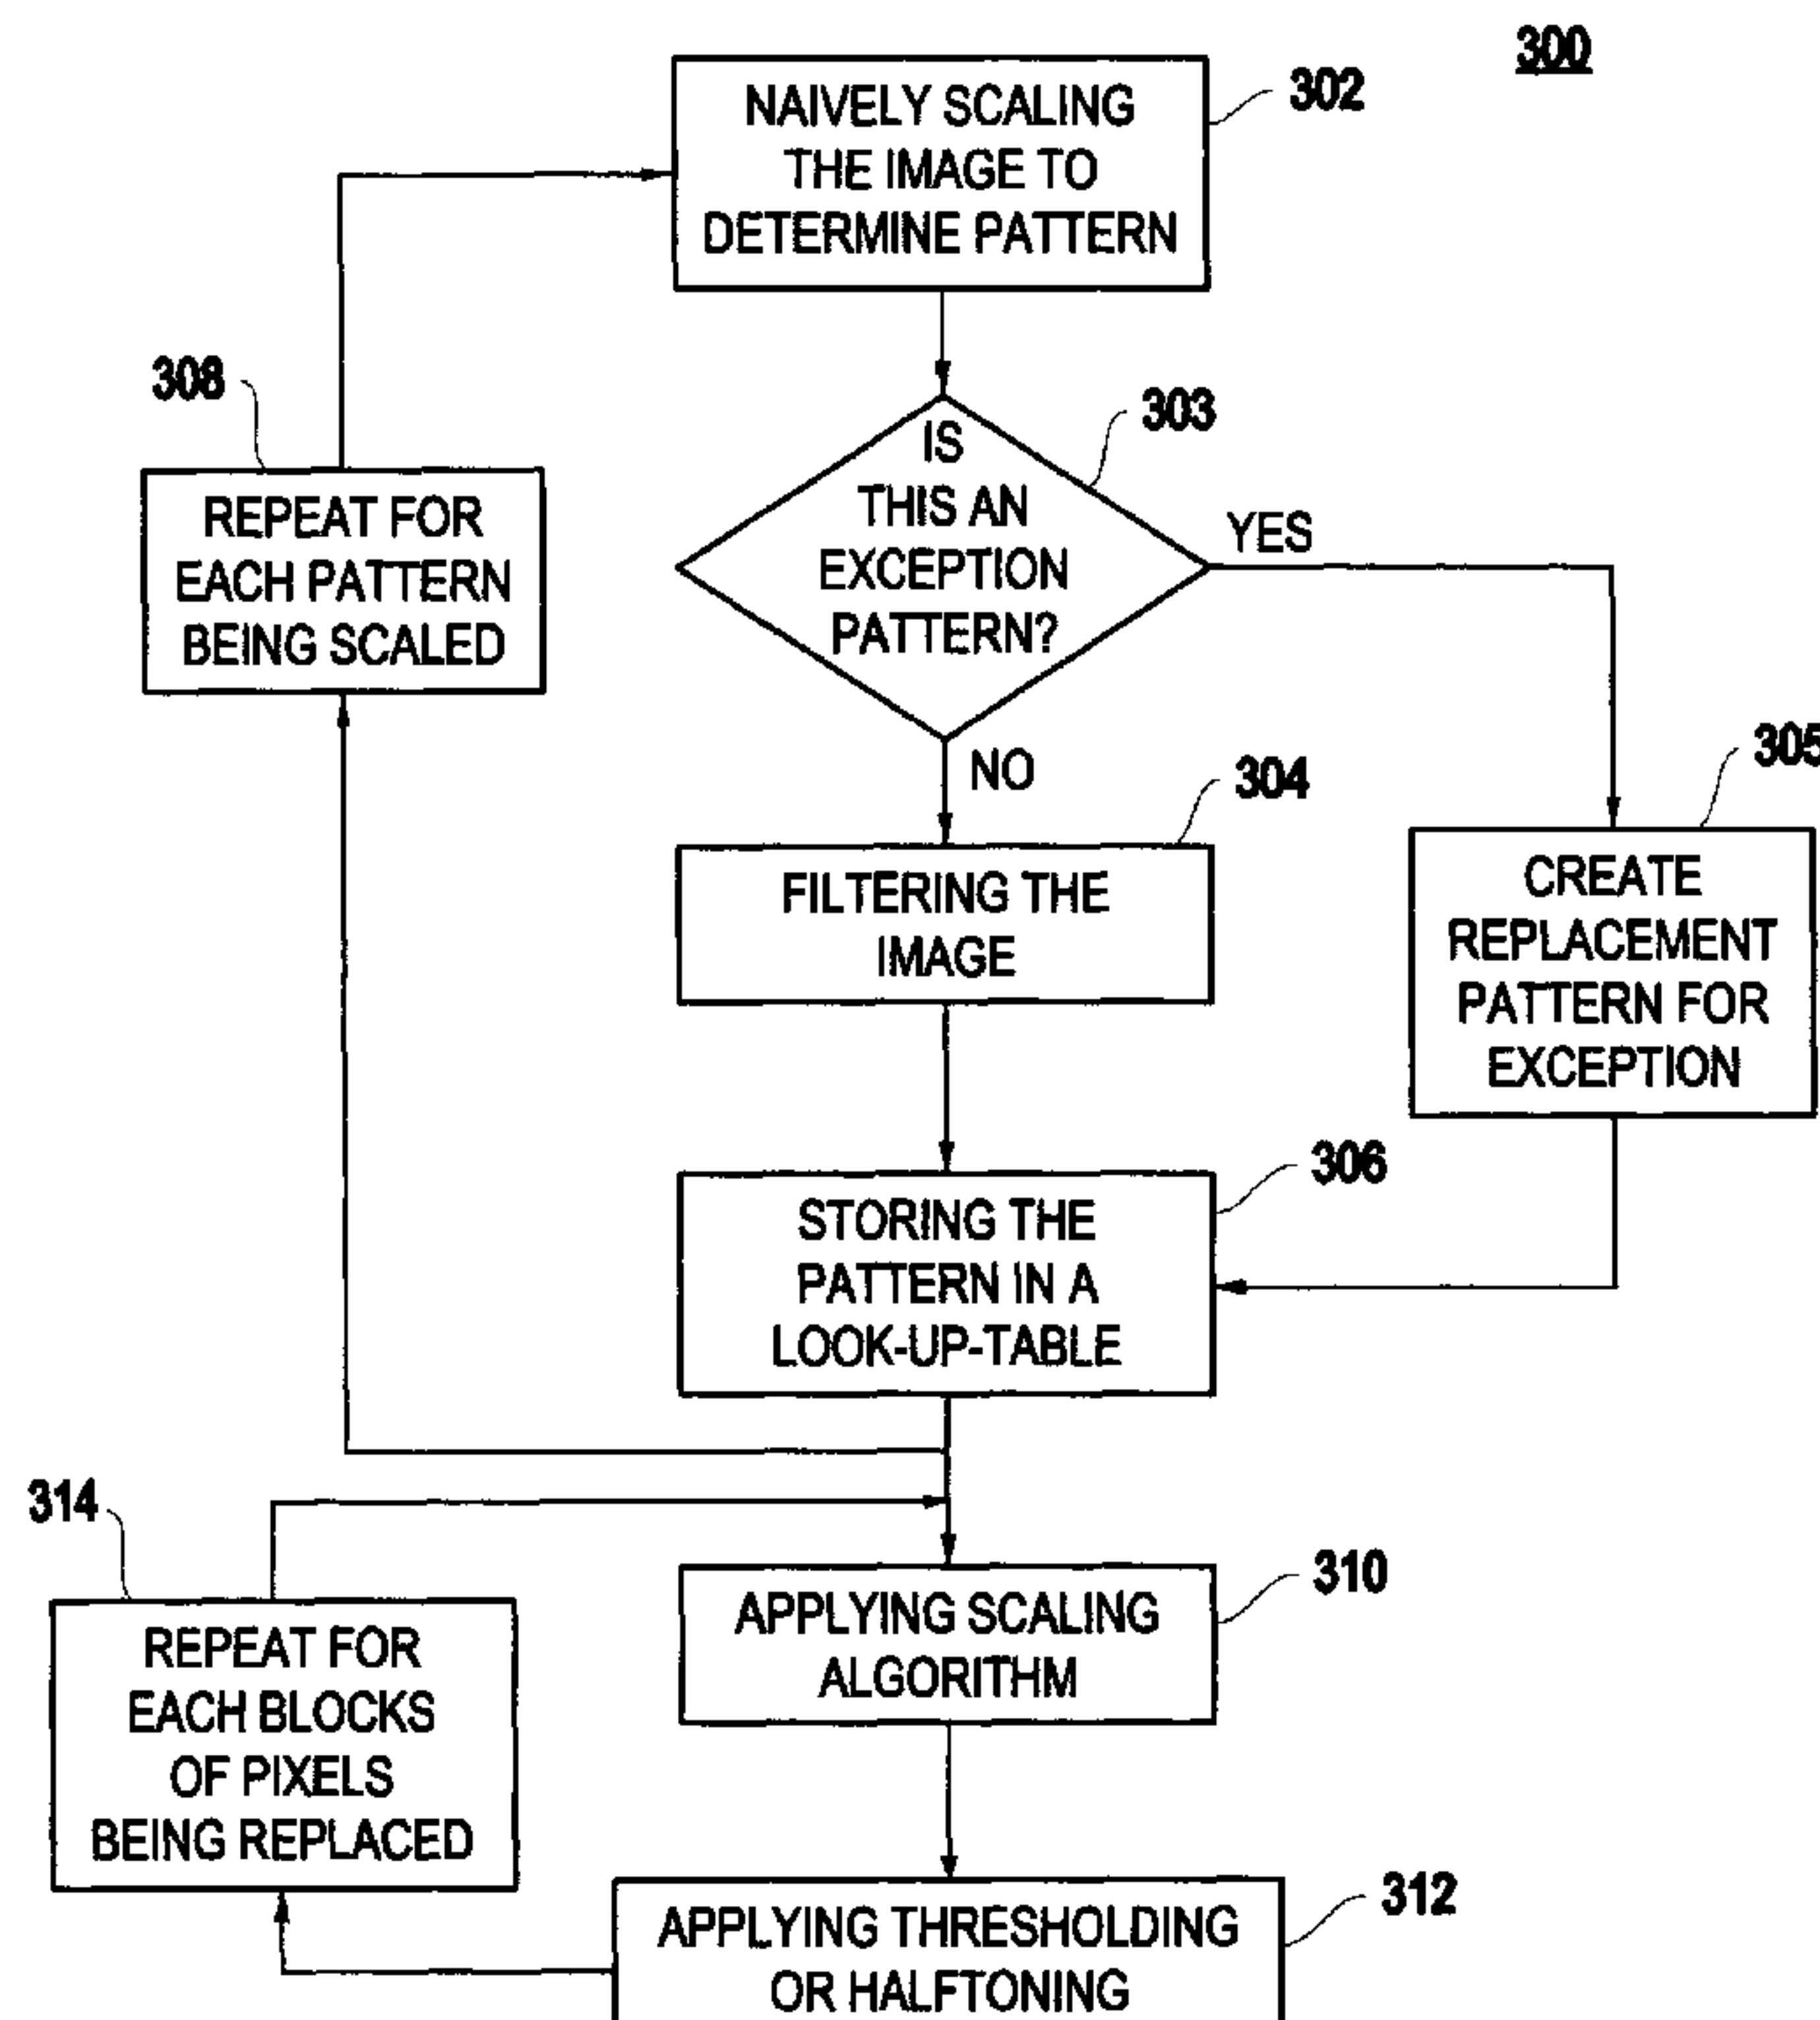 300
302
NAIVELY SCALING
THE IMAGE TO
DETERMINE PATTERN
308
REPEAT FOR
EACH PATTERN
BEING SCALED
303
IS
THIS AN
EXCEPTION
PATTERN?
YES
NO
304
FILTERING THE
IMAGE
305
CREATE
REPLACEMENT
PATTERN FOR
EXCEPTION
306
STORING THE
PATTERN IN A
LOOK-UP-TABLE
314
REPEAT FOR
EACH BLOCKS
OF PIXELS
BEING REPLACED
310
APPLYING SCALING
ALGORITHM
312
APPLYING THRESHOLDING
OR HALFTONING